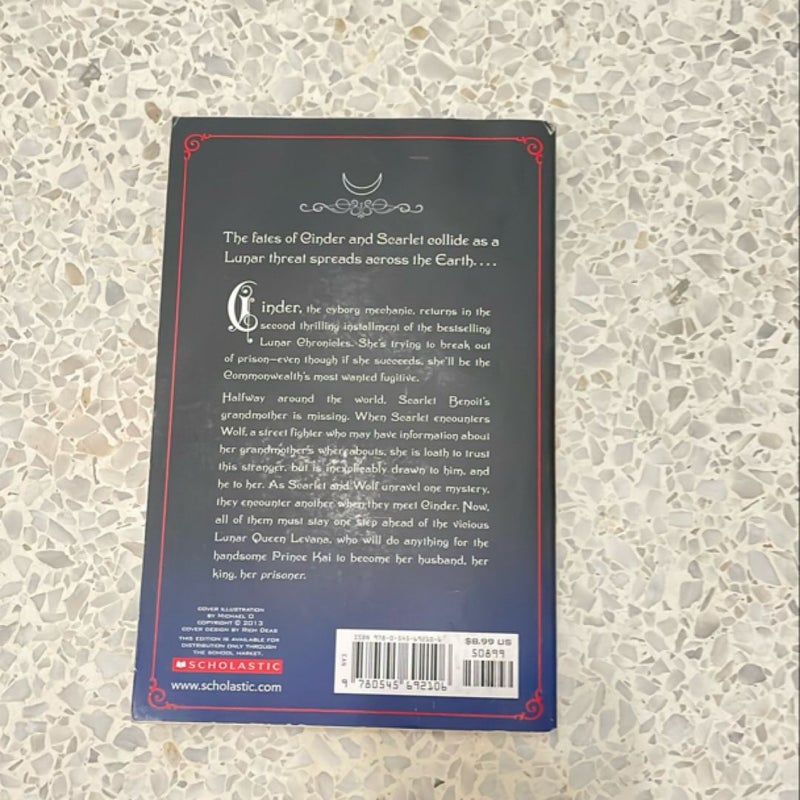 The fates of Cinder and Scarlet collide as a
Lunar threat spreads across the Earth....
Cinder, the cyborg mechanic, returns in the
second thrilling installment of the bestselling
Lunar Chronicles. She's trying to break out
of prison—even though if she succeeds, she'll be the
Commonwealth's most wanted fugitive.
Halfway around the world, Scarlet Benoit's
grandmother is missing. When Scarlet encounters
Wolf, a street fighter who may have information about
her grandmother's whereabouts, she is loath to trust
this stranger, but is inexplicably drawn to him, and
he to her. As Scarlet and Wolf unravel one mystery,
they encounter another when they meet Cinder. Now,
all of them must stay one step ahead of the vicious
Lunar Queen Levana, who will do anything for the
handsome Prince Kai to become her husband, her
king, her prisoner.
COVER ILLUSTRATION
BY MICHAEL O
COPYRIGHT © 2013
COVER DESIGN BY RICH DEAS
THIS EDITION IS AVAILABLE FOR
DISTRIBUTION ONLY THROUGH
THE SCHOOL MARKET.
SCHOLASTIC
www.scholastic.com
ISBN 978-0-545-69210-6
$8.99 US
50899
EAN
9 780545 692106